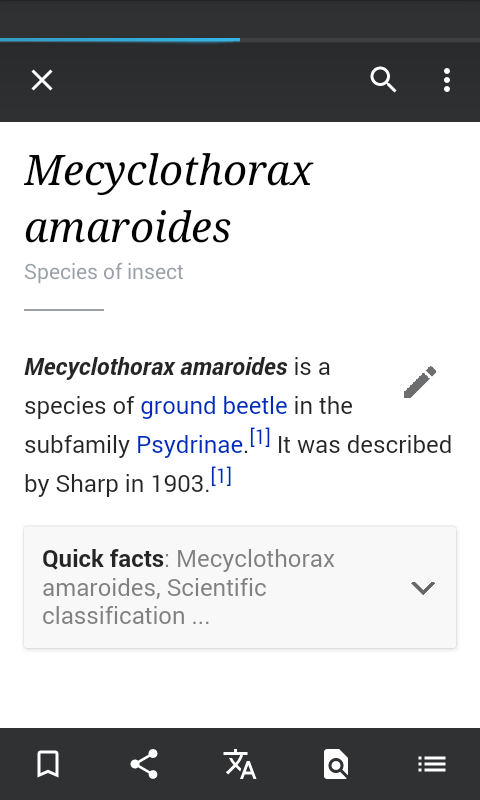 Mecyclothorax
amaroides
Species of insect
Mecyclothorax amaroides is a
species of ground beetle in the
subfamily Psydrinae.[1] It was described
by Sharp in 1903.[1]
Quick facts: Mecyclothorax
amaroides, Scientific
classification ...